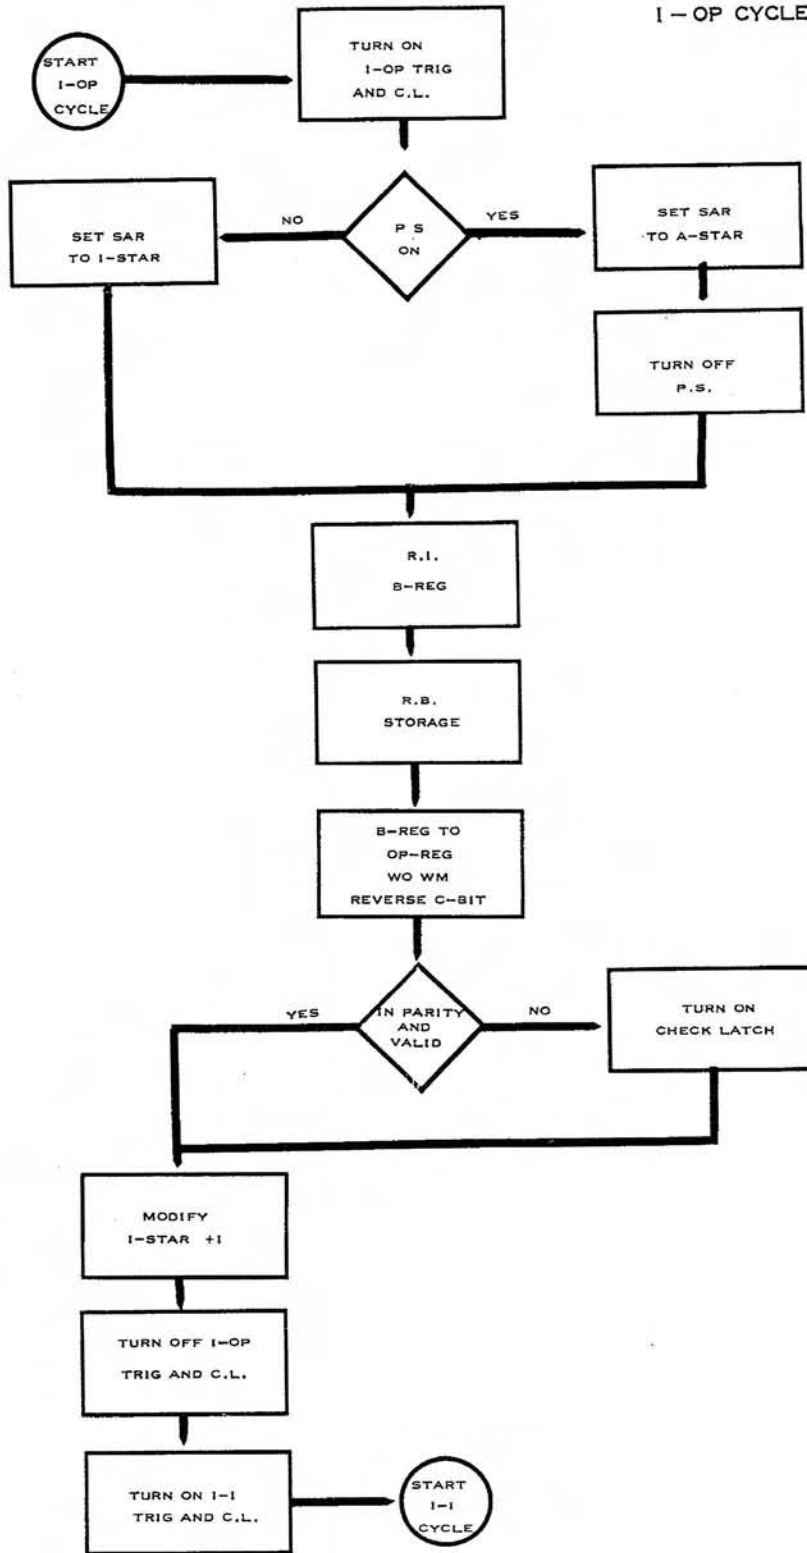 I - OP CYCLE
START
I-OP
CYCLE
TURN ON
I-OP TRIG
AND C.L.
P S
ON
NO
YES
SET SAR
TO I-STAR
SET SAR
TO A-STAR
TURN OFF
P.S.
R.I.
B-REG
R.B.
STORAGE
B-REG TO
OP-REG
WO WM
REVERSE C-BIT
IN PARITY
AND
VALID
YES
NO
TURN ON
CHECK LATCH
MODIFY
I-STAR +1
TURN OFF I-OP
TRIG AND C.L.
TURN ON I-1
TRIG AND C.L.
START
I-1
CYCLE